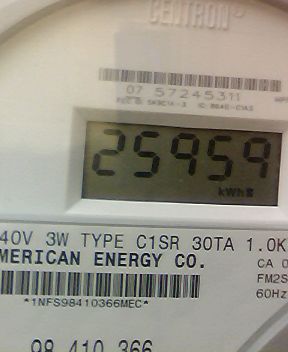 CENTRON®
07 57245311
25959
kWh
40V 3W TYPE C1SR 30TA 1.0K
MERICAN ENERGY CO.
CA 0
FM2S
60Hz
*1NFS98410366MEC*
98 410 366